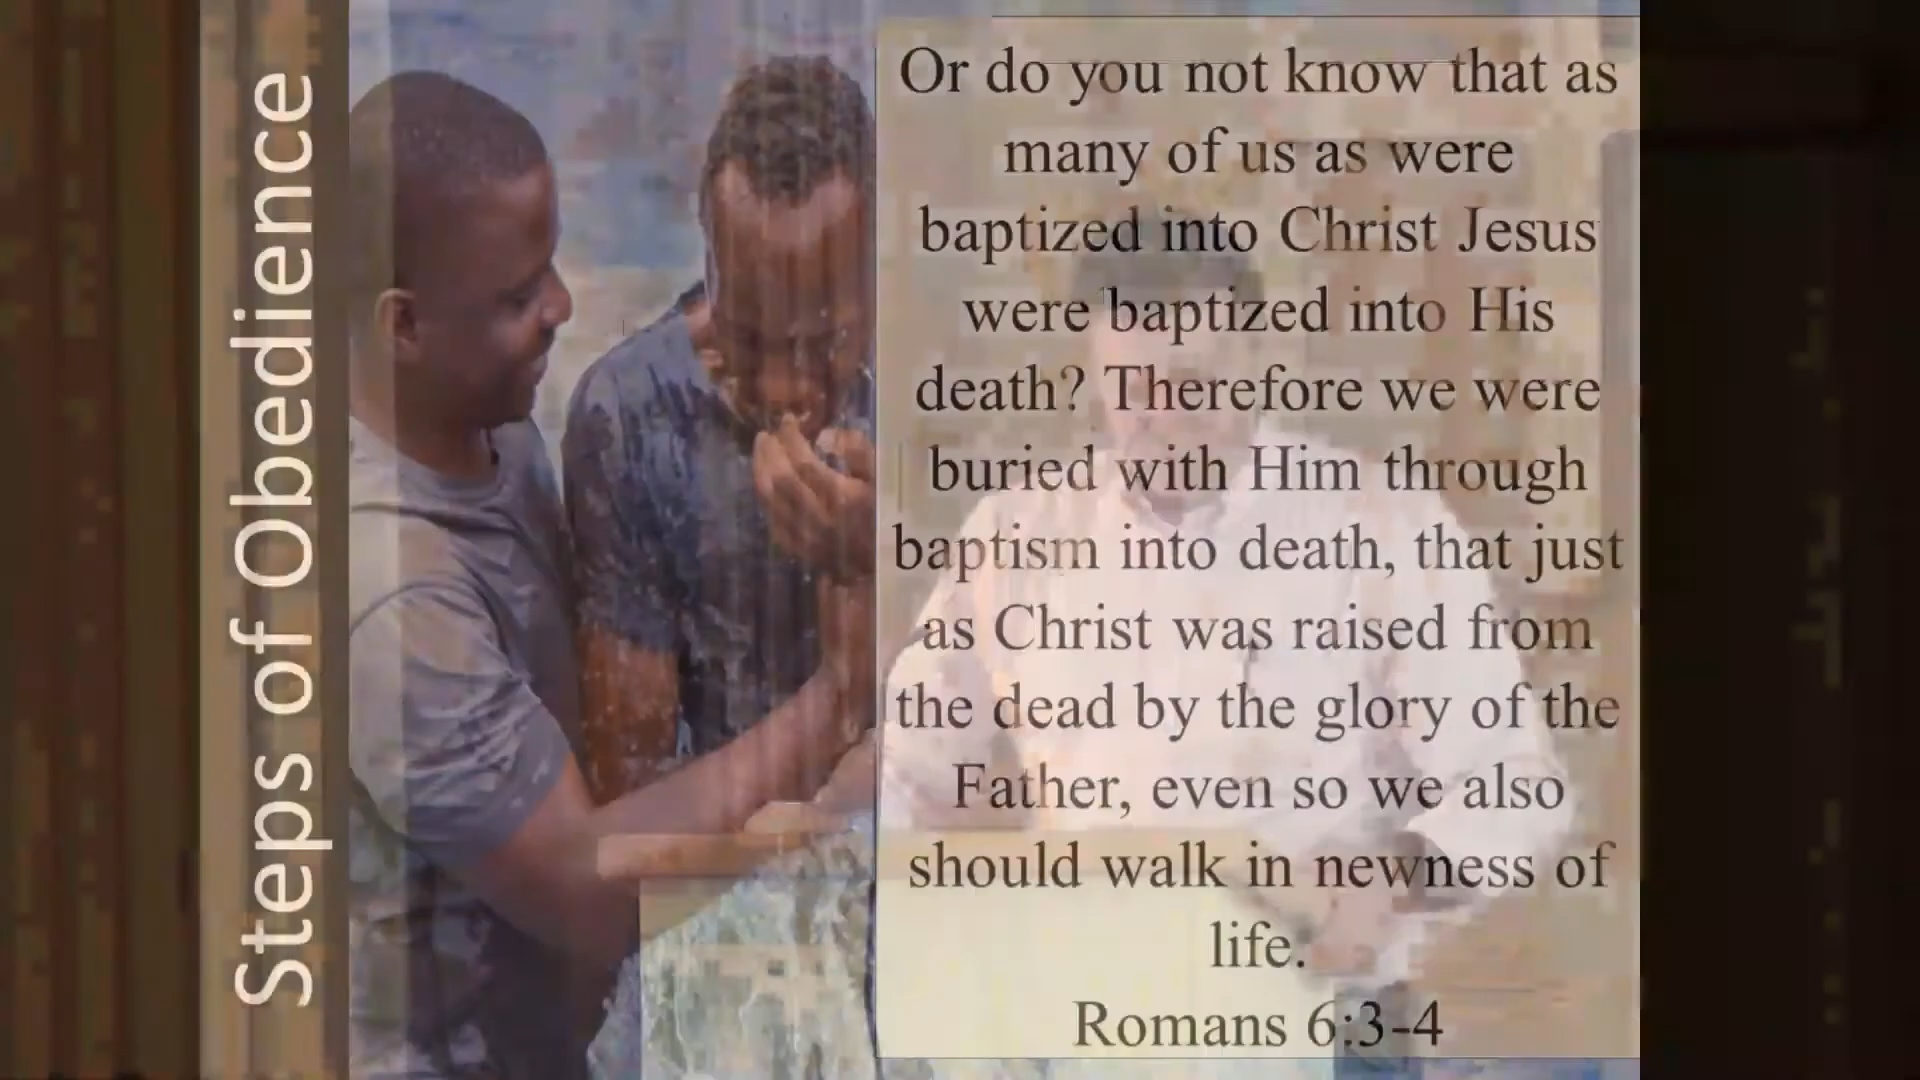 Steps of Obedience
Or do you not know that as
many of us as were
baptized into Christ Jesus
were baptized into His
death? Therefore we were
buried with Him through
baptism into death, that just
as Christ was raised from
the dead by the glory of the
Father, even so we also
should walk in newness of
life.
Romans 6:3-4